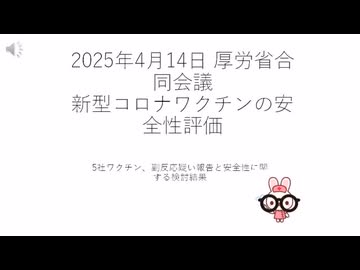 2025年4月14日 厚労省合
同会議
新型コロナワクチンの安
全性評価
5社ワクチン、副反応疑い報告と安全性に関
する検討結果